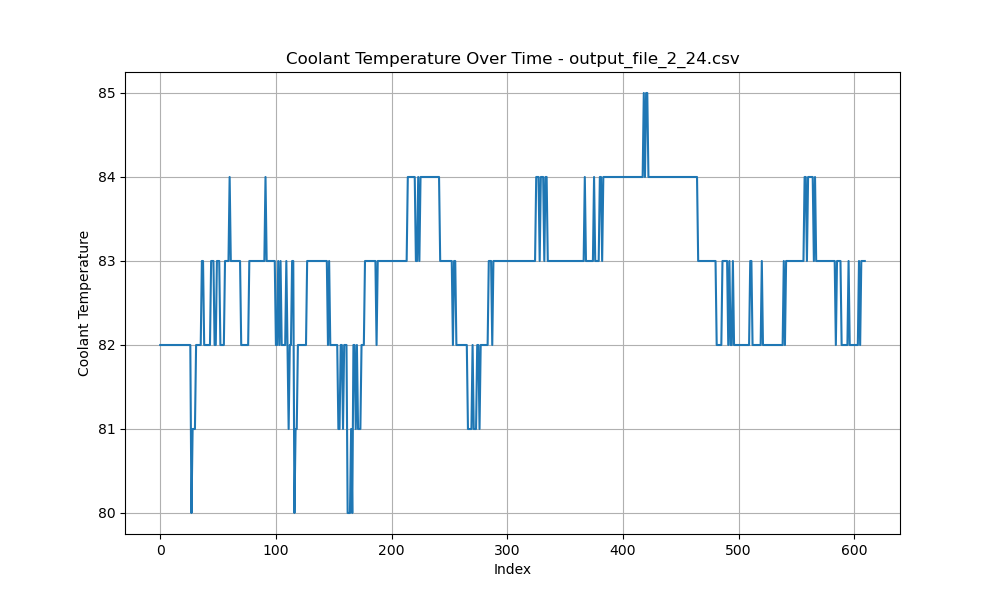 Coolant Temperature Over Time - output_file_2_24.csv
85
84
83
82
81
80
Coolant Temperature
0 100 200 300 400 500 600
Index